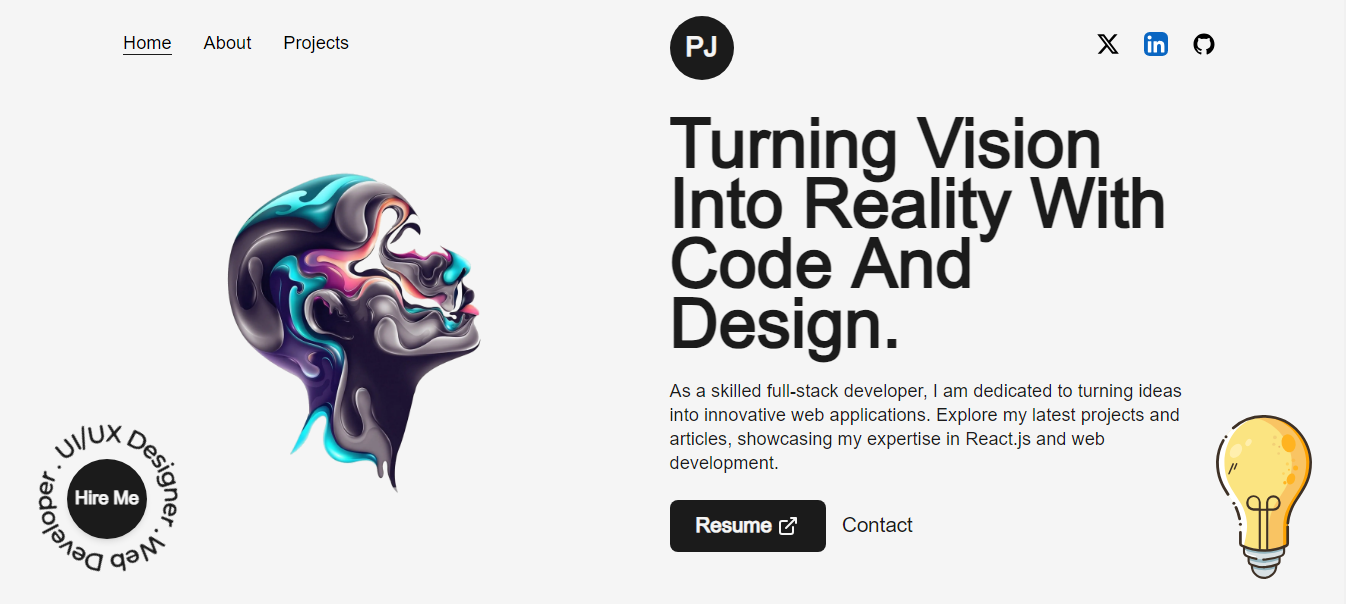 Home About Projects
PJ
Turning Vision
Into Reality With
Code And
Design.
As a skilled full-stack developer, I am dedicated to turning ideas
into innovative web applications. Explore my latest projects and
articles, showcasing my expertise in React.js and web
development.
Resume
Contact
Hire Me
UI/UX Designer . Web Developer .
in